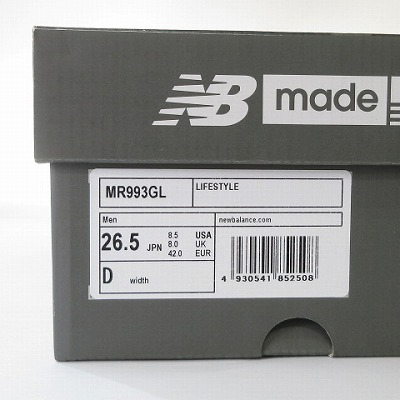 NB made
MR993GL
LIFESTYLE
Men
newbalance.com
26.5 JPN
8.5 USA
8.0 UK
42.0 EUR
D width
4 930541 852508